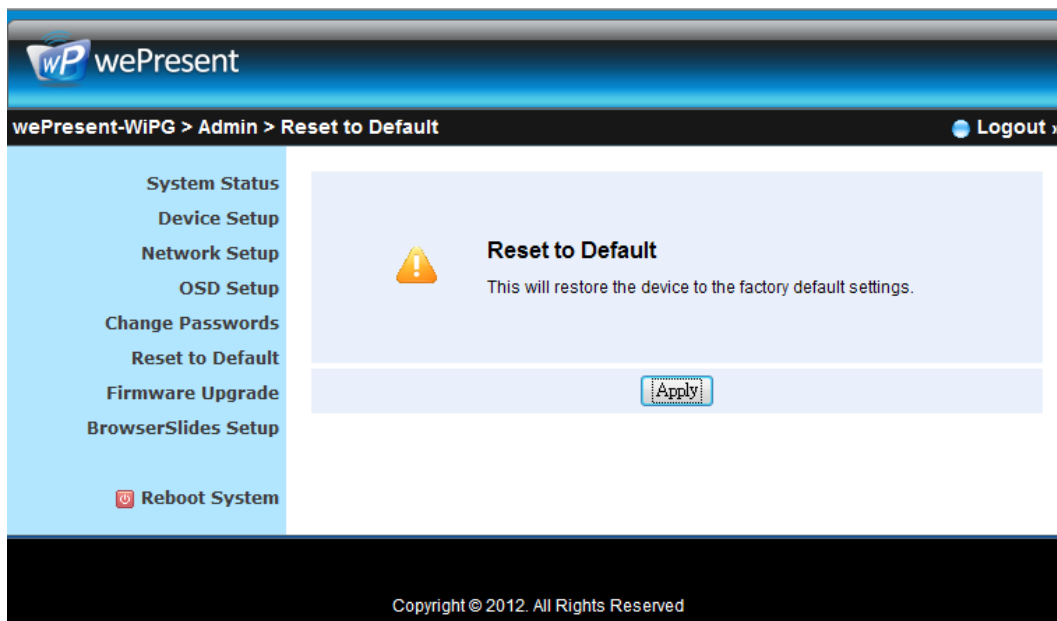 wP wePresent
wePresent-WiPG > Admin > Reset to Default
Logout »
System Status
Device Setup
Network Setup
OSD Setup
Change Passwords
Reset to Default
Firmware Upgrade
BrowserSlides Setup
Reboot System
Reset to Default
This will restore the device to the factory default settings.
Apply
Copyright © 2012. All Rights Reserved